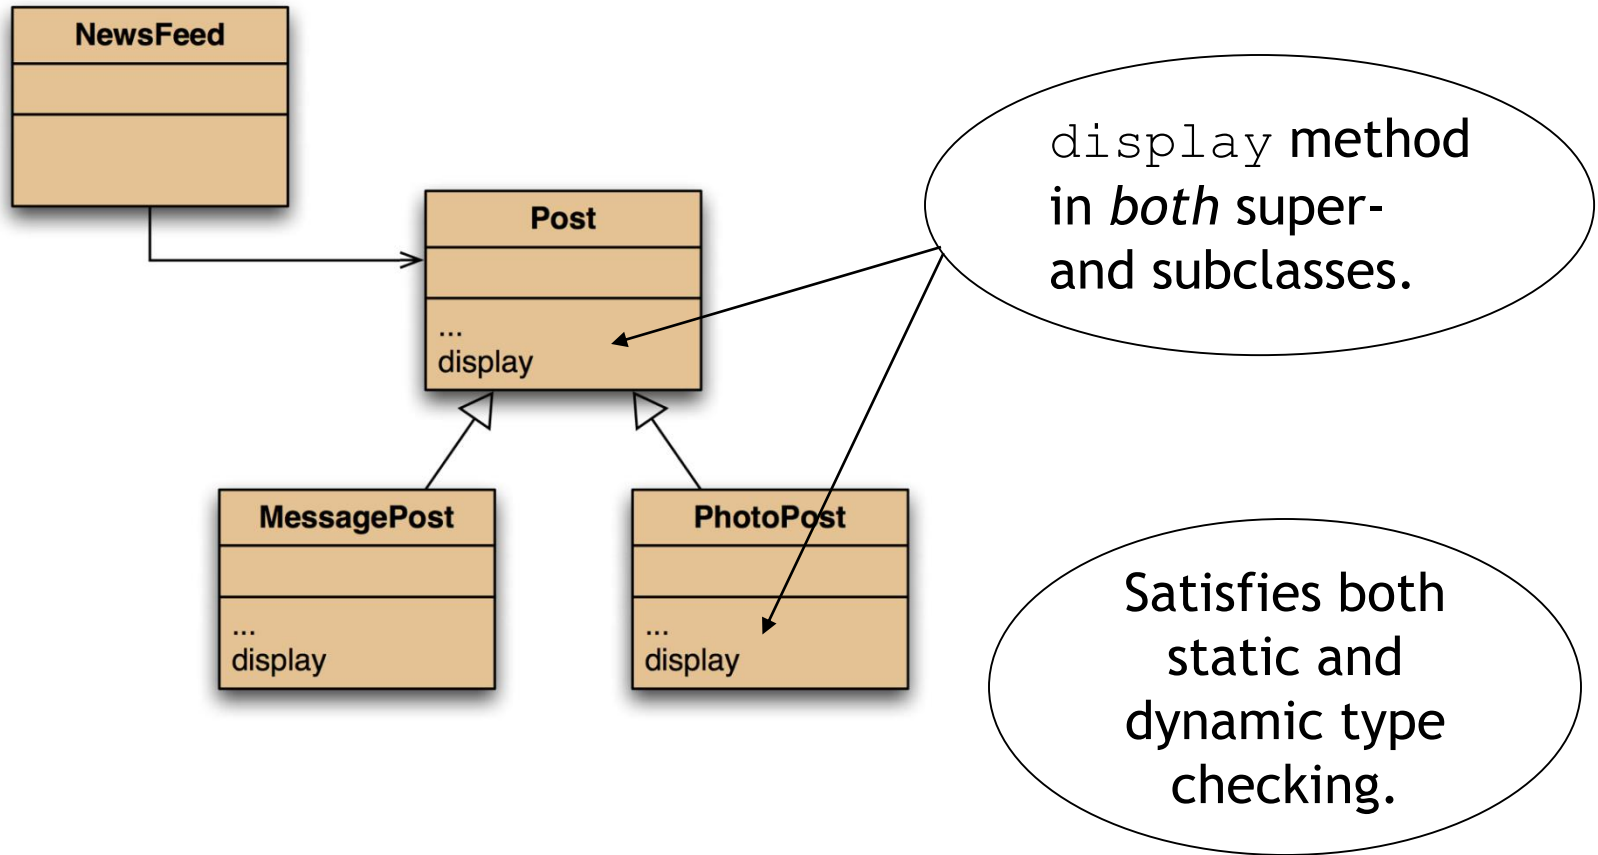 NewsFeed
Post
...
display
MessagePost
...
display
PhotoPost
...
display
display method
in both super-
and subclasses.
Satisfies both
static and
dynamic type
checking.